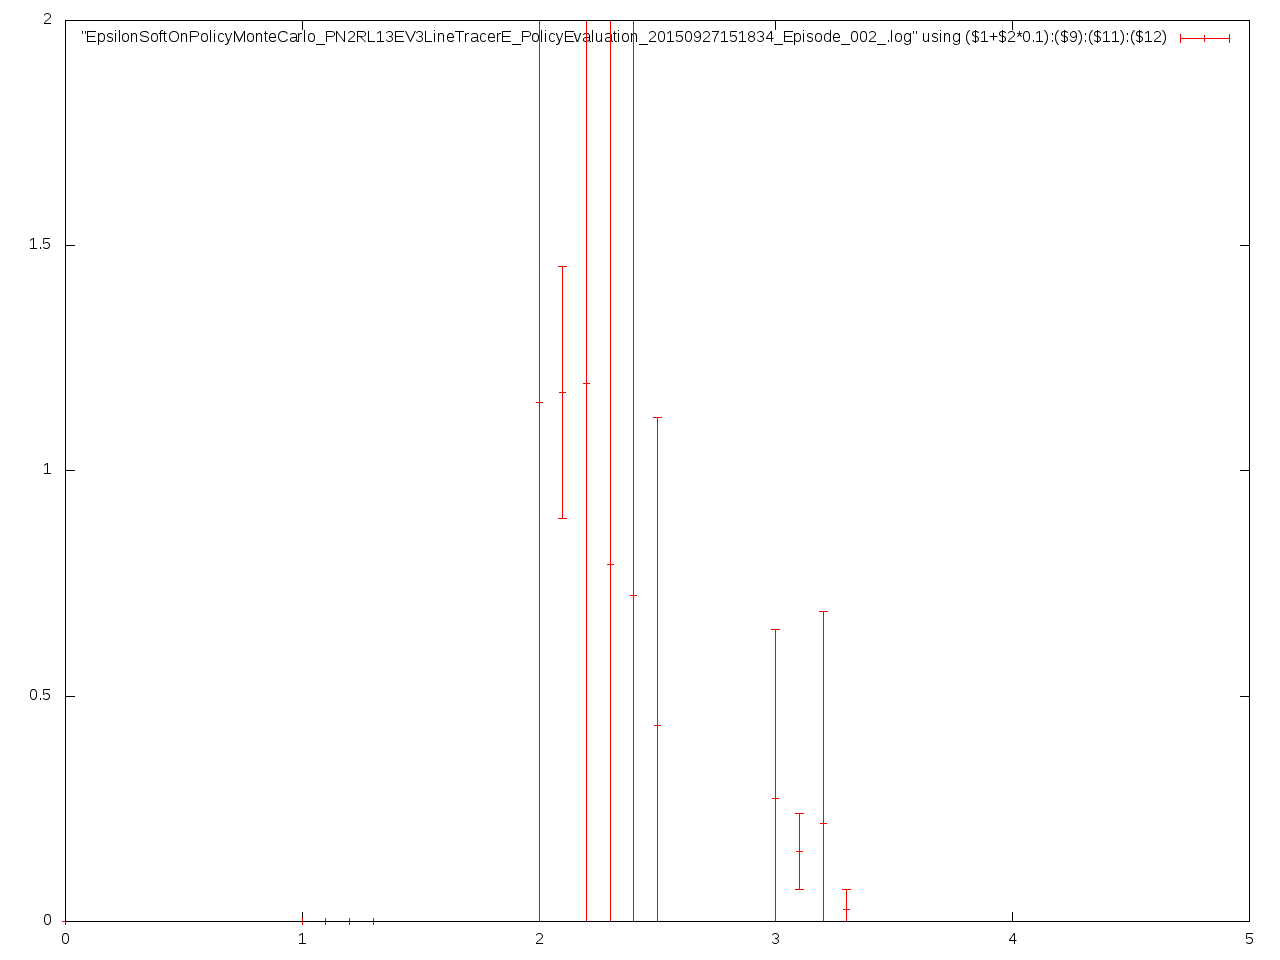 2
"EpsilonSoftOnPolicyMonteCarlo_PN2RL13EV3LineTracerE_PolicyEvaluation_20150927151834_Episode_002_.log" using ($1+$2*0.1):($9):($11):($12)
1.5
1
0.5
0
0 1 2 3 4 5